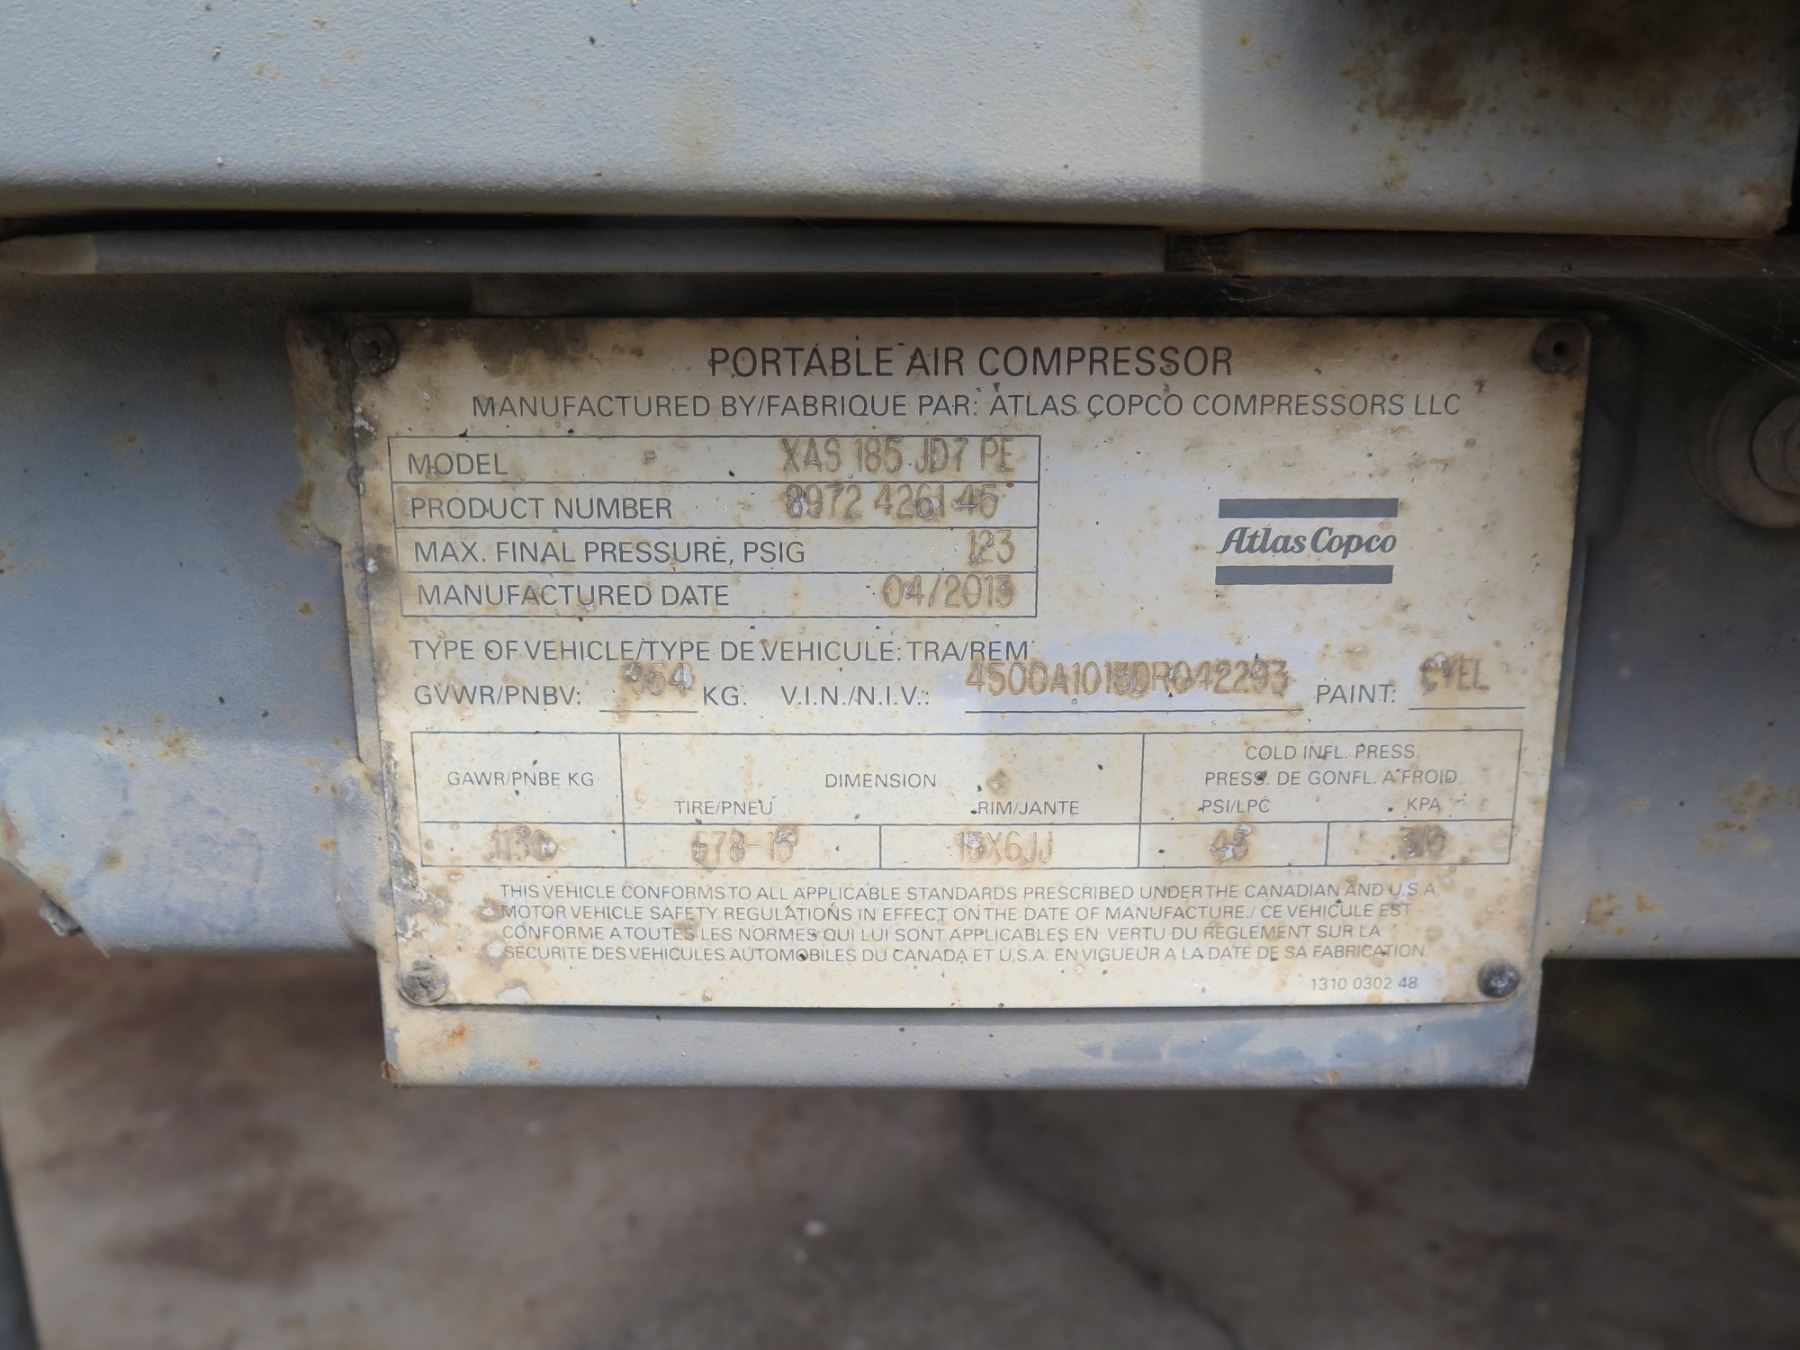 PORTABLE AIR COMPRESSOR
MANUFACTURED BY/FABRIQUE PAR: ATLAS COPCO COMPRESSORS LLC
MODEL XAS 185 JD7 PE
PRODUCT NUMBER 8972 4261 45
MAX. FINAL PRESSURE, PSIG 123
MANUFACTURED DATE 04/2013
Atlas Copco
TYPE OF VEHICLE/TYPE DE VEHICULE: TRA/REM
GVWR/PNBV: KG. V.I.N./N.I.V.: 4500A1013DR042293 PAINT:
GAWR/PNBE KG DIMENSION COLD INFL. PRESS.
PRESS. DE GONFL. A FROID
TIRE/PNEU RIM/JANTE PSI/LPC KPA
1130 15X6JJ 45
THIS VEHICLE CONFORMS TO ALL APPLICABLE STANDARDS PRESCRIBED UNDER THE CANADIAN AND U.S.A.
MOTOR VEHICLE SAFETY REGULATIONS IN EFFECT ON THE DATE OF MANUFACTURE./ CE VEHICULE EST
CONFORME A TOUTES LES NORMES QUI LUI SONT APPLICABLES EN VERTU DU REGLEMENT SUR LA
SECURITE DES VEHICULES AUTOMOBILES DU CANADA ET U.S.A. EN VIGUEUR A LA DATE DE SA FABRICATION.
1310 0302 48